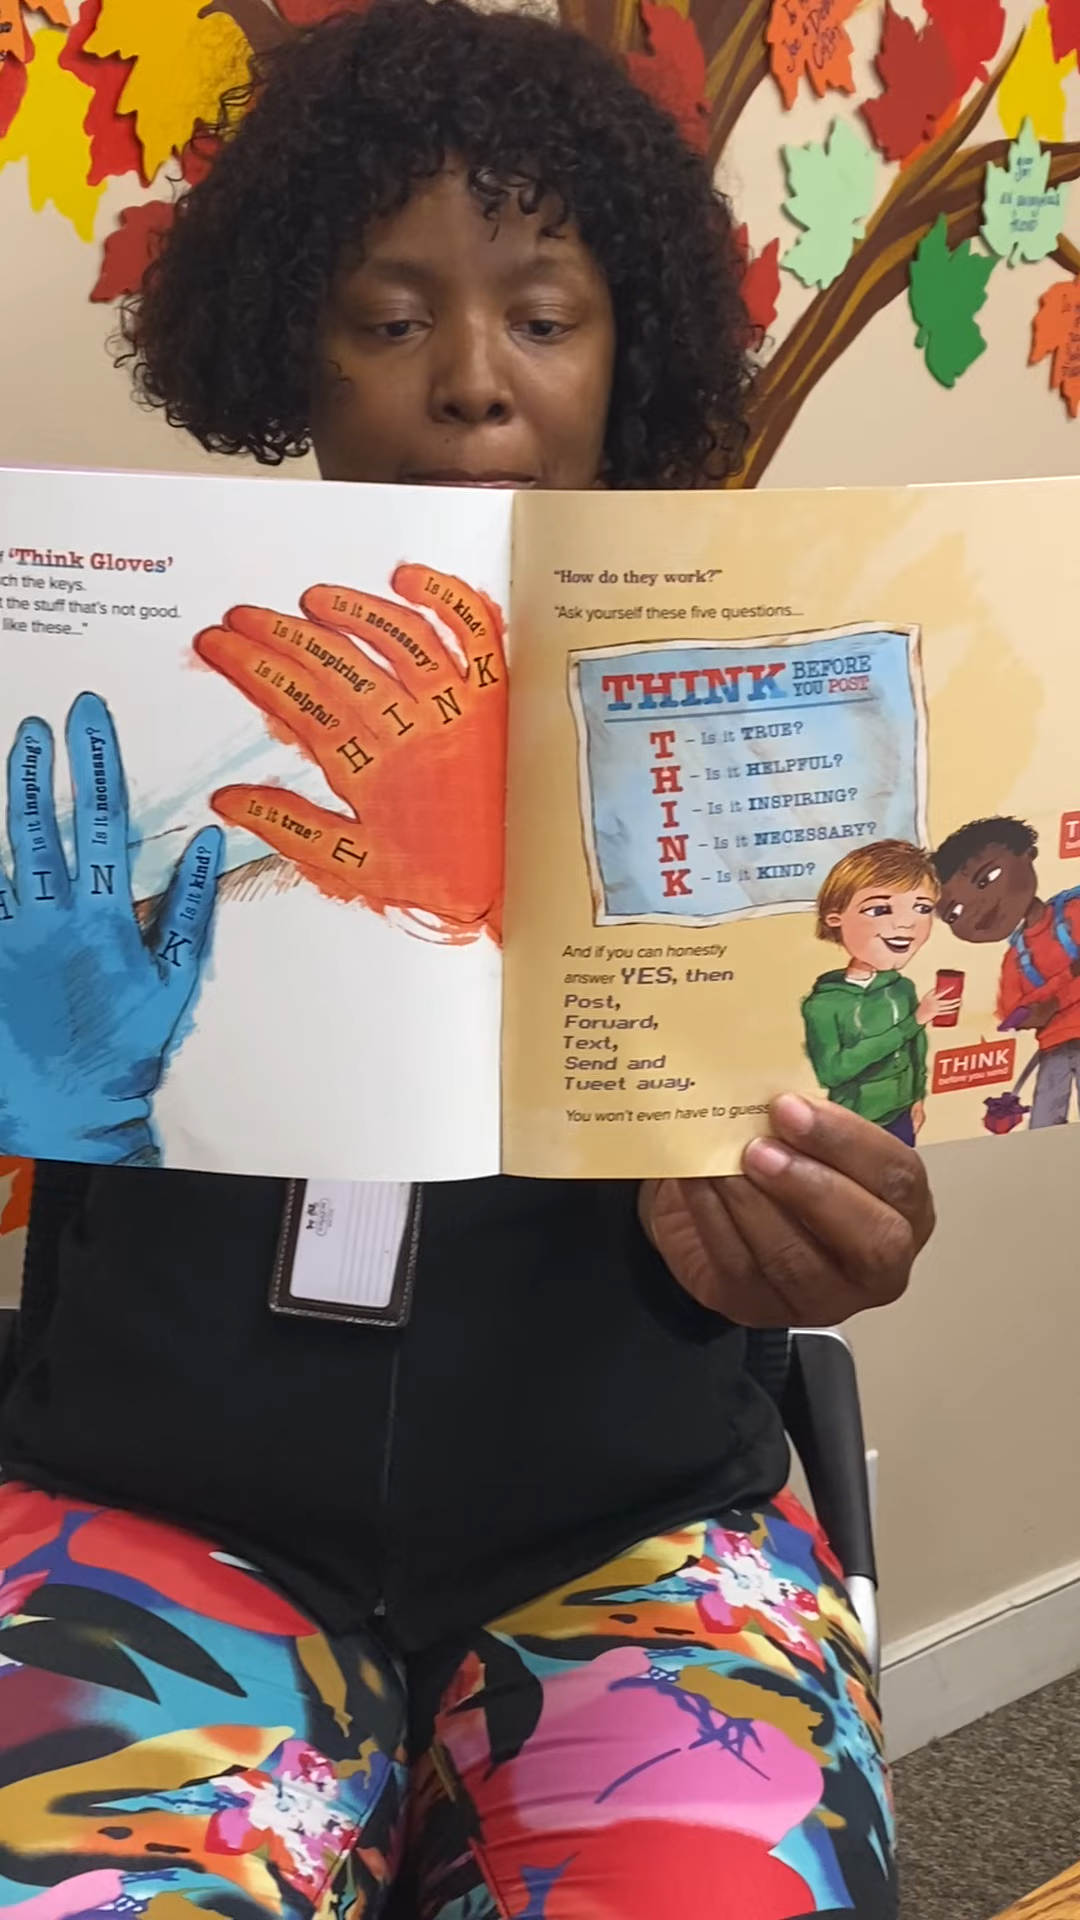 'Think Gloves'
ch the keys.
t the stuff that's not good.
like these..."
Is it true?
Is it helpful?
Is it inspiring?
Is it necessary?
Is it kind?
T
H
I
N
K
Is it inspiring?
Is it necessary?
Is it kind?
H
I
N
K
"How do they work?"
"Ask yourself these five questions...
THINK BEFORE YOU POST
T – Is it TRUE?
H – Is it HELPFUL?
I – Is it INSPIRING?
N – Is it NECESSARY?
K – Is it KIND?
And if you can honestly
answer YES, then
Post,
Forward,
Text,
Send and
Tweet away.
You won't even have to guess
THINK
before you send